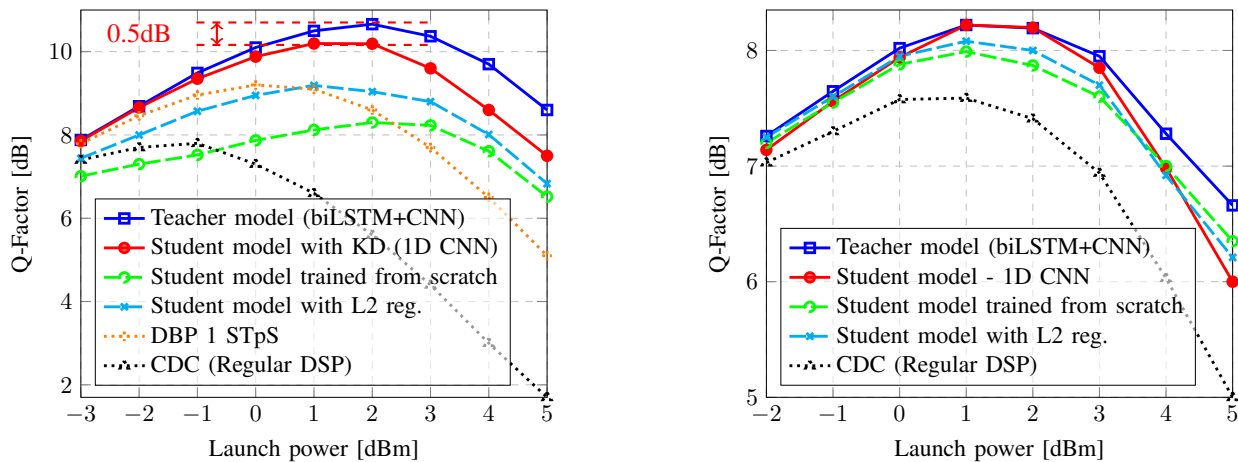 0.5dB
10
8
6
4
2
Q-Factor [dB]
Teacher model (biLSTM+CNN)
Student model with KD (1D CNN)
Student model trained from scratch
Student model with L2 reg.
DBP 1 STpS
CDC (Regular DSP)
−3 −2 −1 0 1 2 3 4 5
Launch power [dBm]
8
7
6
5
Q-Factor [dB]
Teacher model (biLSTM+CNN)
Student model - 1D CNN
Student model trained from scratch
Student model with L2 reg.
CDC (Regular DSP)
−2 −1 0 1 2 3 4 5
Launch power [dBm]